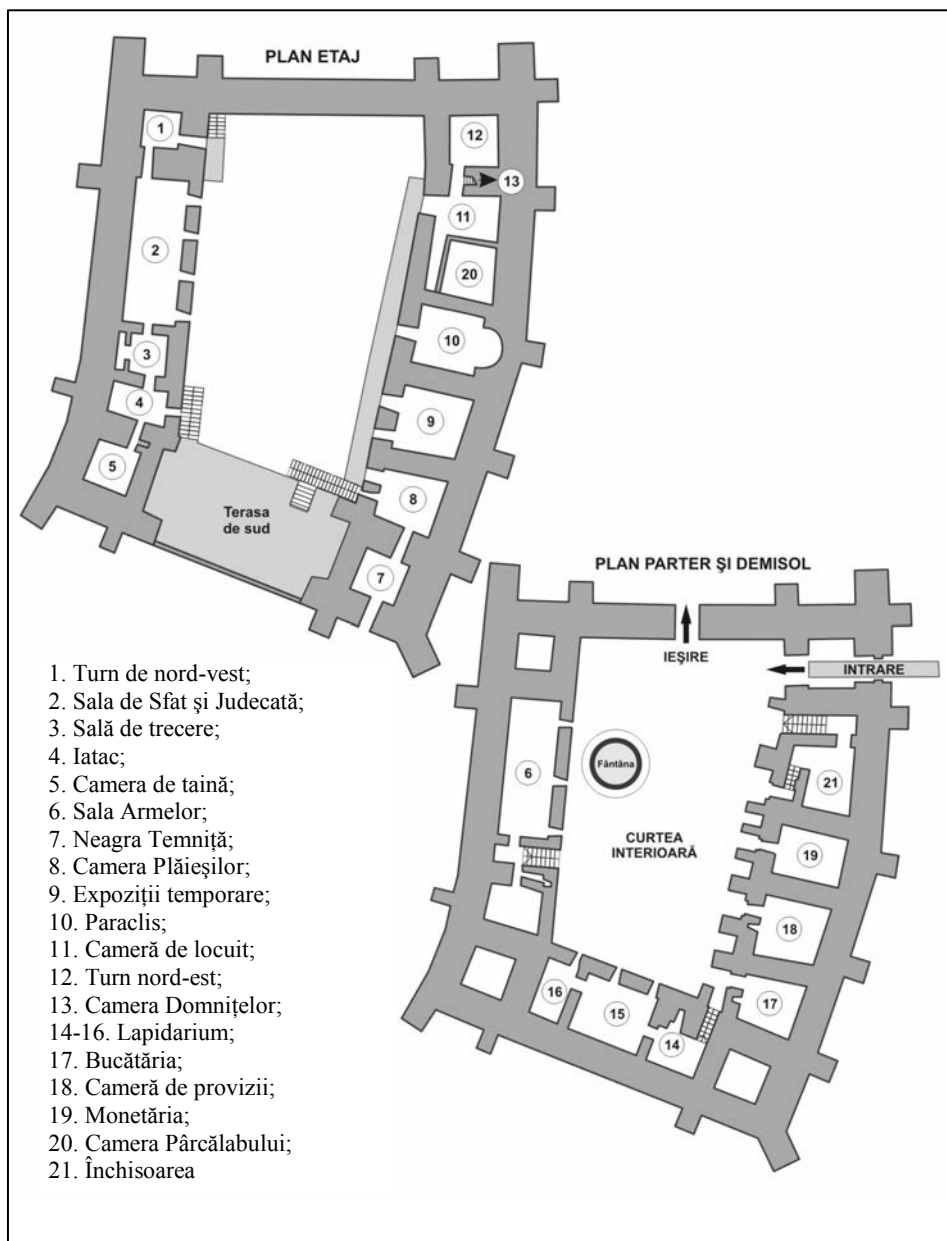 PLAN ETAJ
1
12
13
11
2
20
10
3
4
9
5
8
Terasa
de sud
7
PLAN PARTER ŞI DEMISOL
IEŞIRE
INTRARE
Fântâna
6
21
CURTEA
INTERIOARĂ
19
18
17
16
15
14
1. Turn de nord-vest;
2. Sala de Sfat şi Judecată;
3. Sală de trecere;
4. Iatac;
5. Camera de taină;
6. Sala Armelor;
7. Neagra Temniţă;
8. Camera Plăieşilor;
9. Expoziţii temporare;
10. Paraclis;
11. Cameră de locuit;
12. Turn nord-est;
13. Camera Domniţelor;
14-16. Lapidarium;
17. Bucătăria;
18. Cameră de provizii;
19. Monetăria;
20. Camera Pârcălabului;
21. Închisoarea